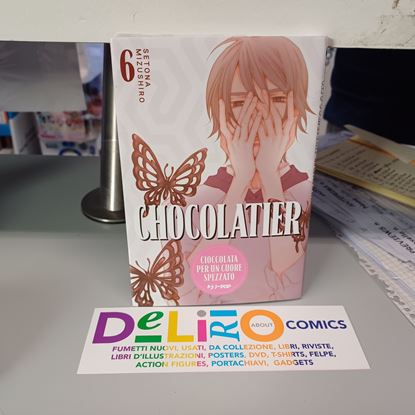 6
SETONA
MIZUSHIRO
CHOCOLATIER
CIOCCOLATA
PER UN CUORE
SPEZZATO
J-POP
DeLiRiO ABOUT COMICS
FUMETTI NUOVI, USATI, DA COLLEZIONE, LIBRI, RIVISTE,
LIBRI D'ILLUSTRAZIONI, POSTERS, DVD, T-SHIRTS, FELPE,
ACTION FIGURES, PORTACHIAVI, GADGETS